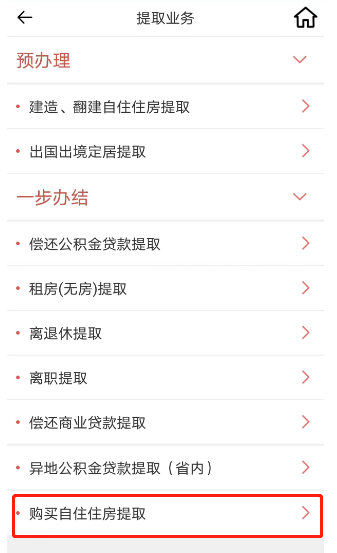 提取业务
预办理
建造、翻建自住住房提取
出国出境定居提取
一步办结
偿还公积金贷款提取
租房(无房)提取
离退休提取
离职提取
偿还商业贷款提取
异地公积金贷款提取（省内）
购买自住住房提取